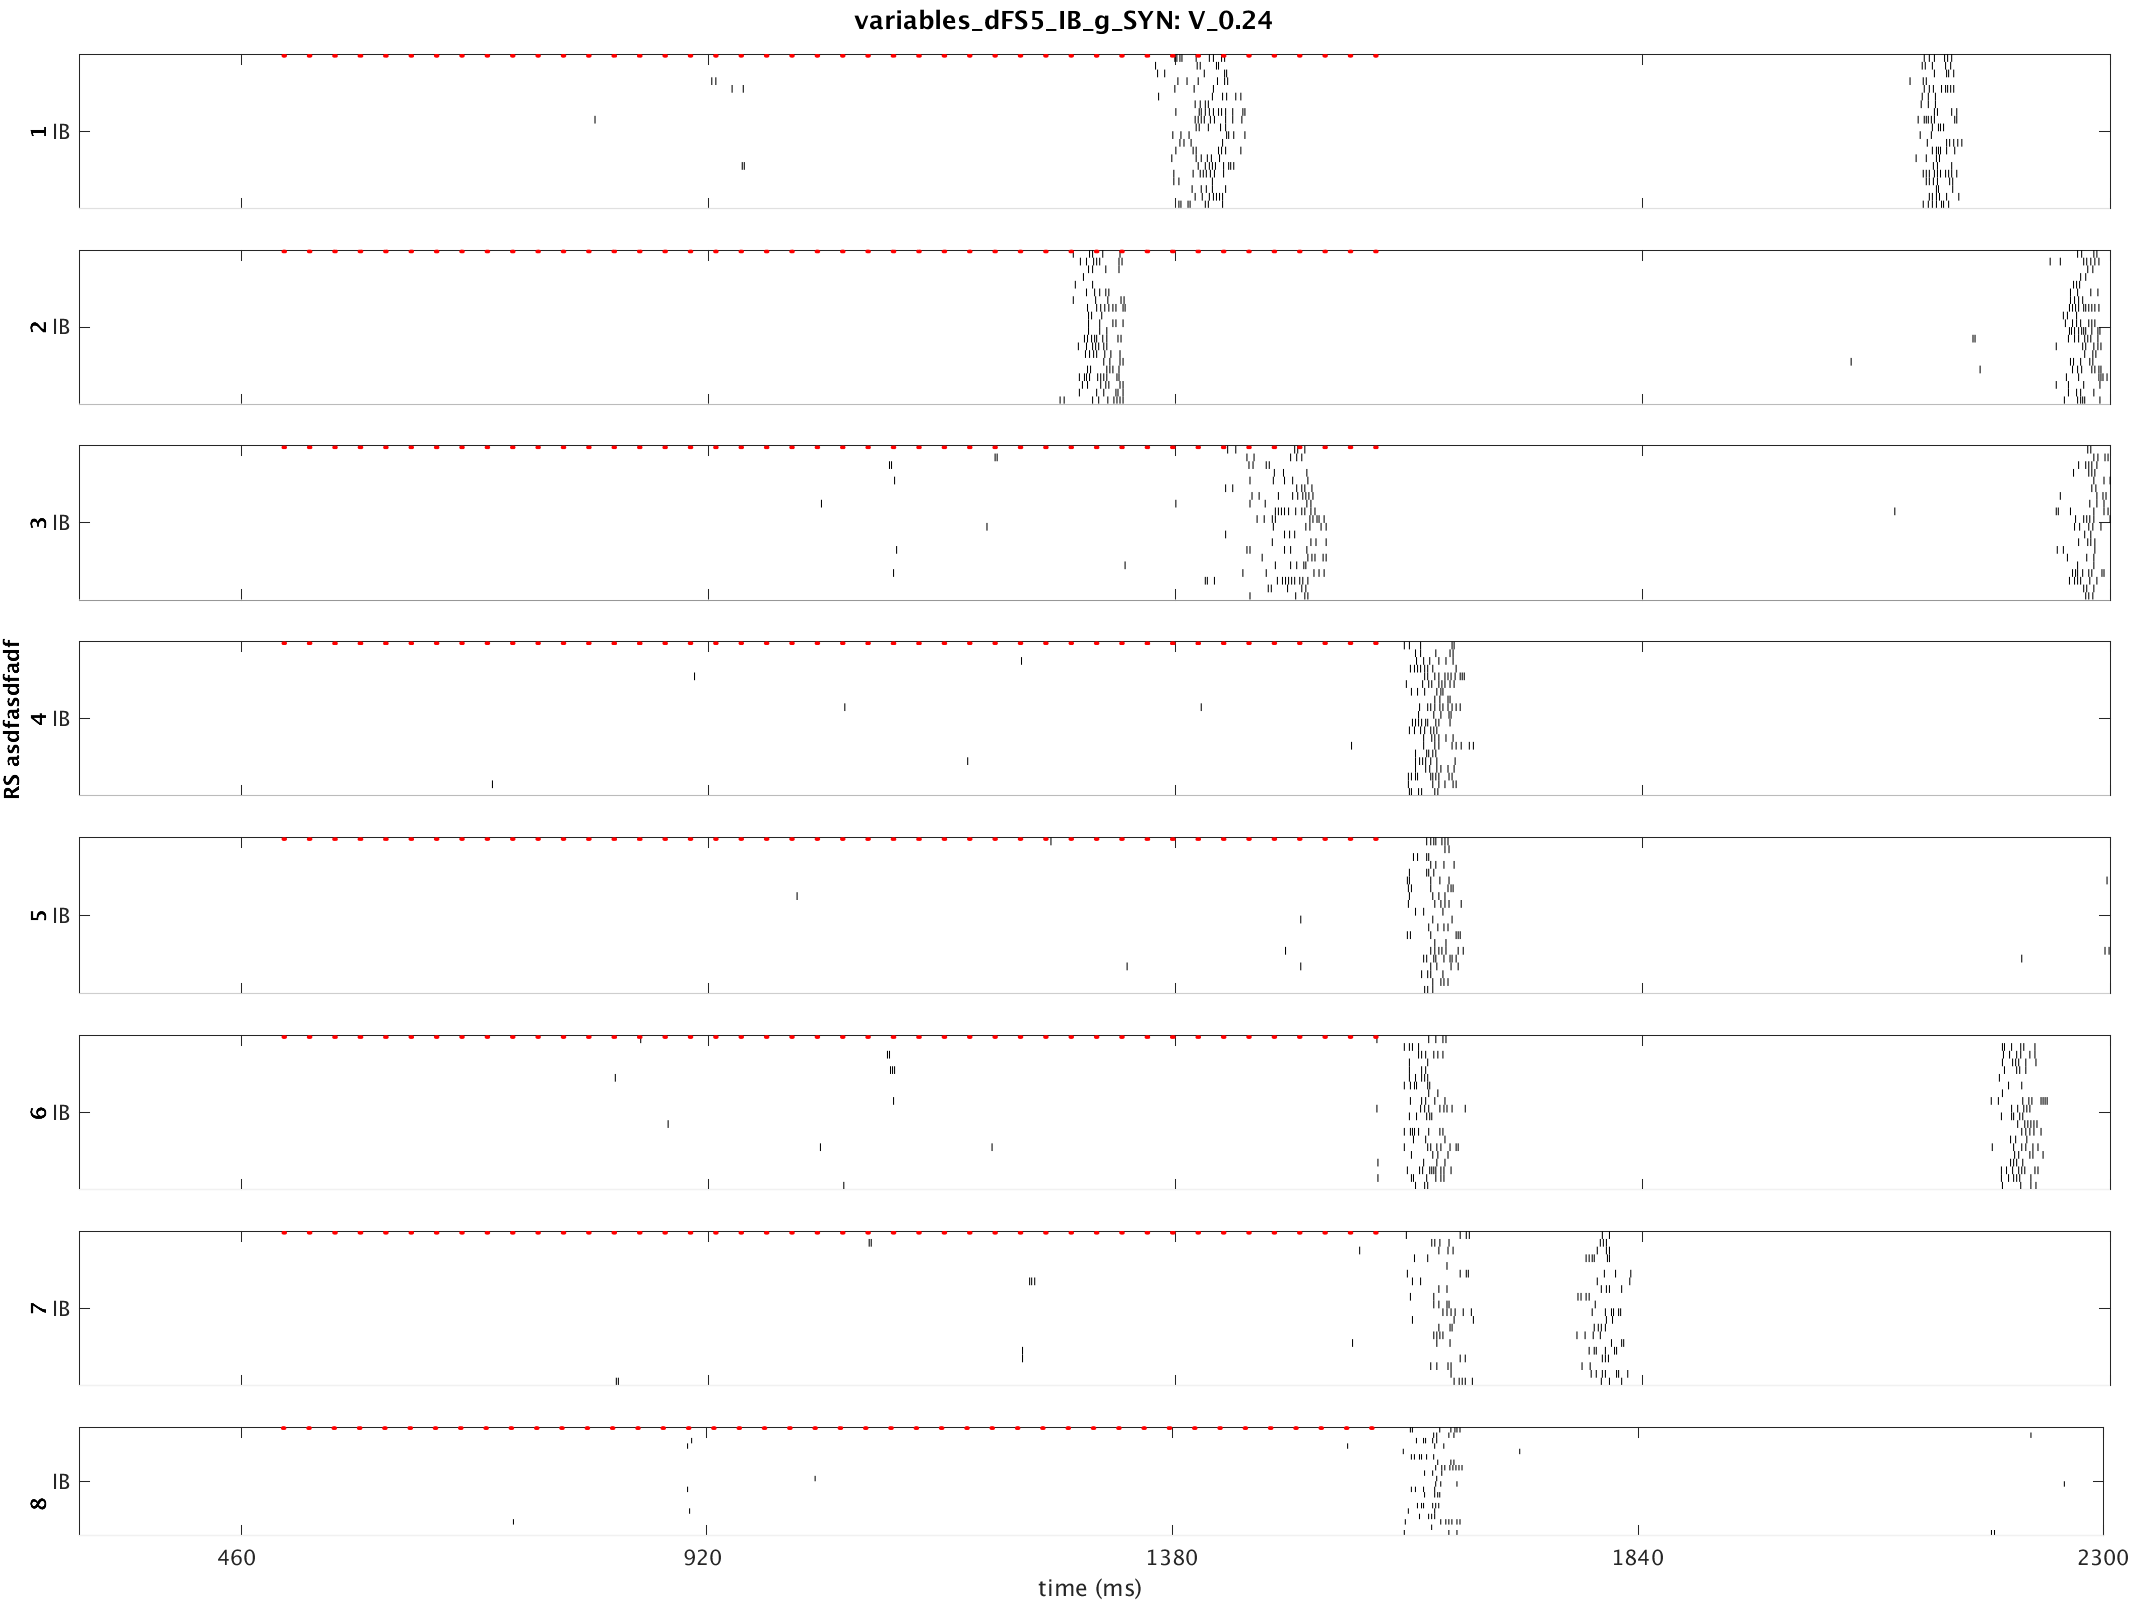 variables_dFS5_IB_g_SYN: V_0.24
1 IB
2 IB
3 IB
RS asdfasdfadf
4 IB
5 IB
6 IB
7 IB
8 IB
460 920 1380 1840 2300
time (ms)